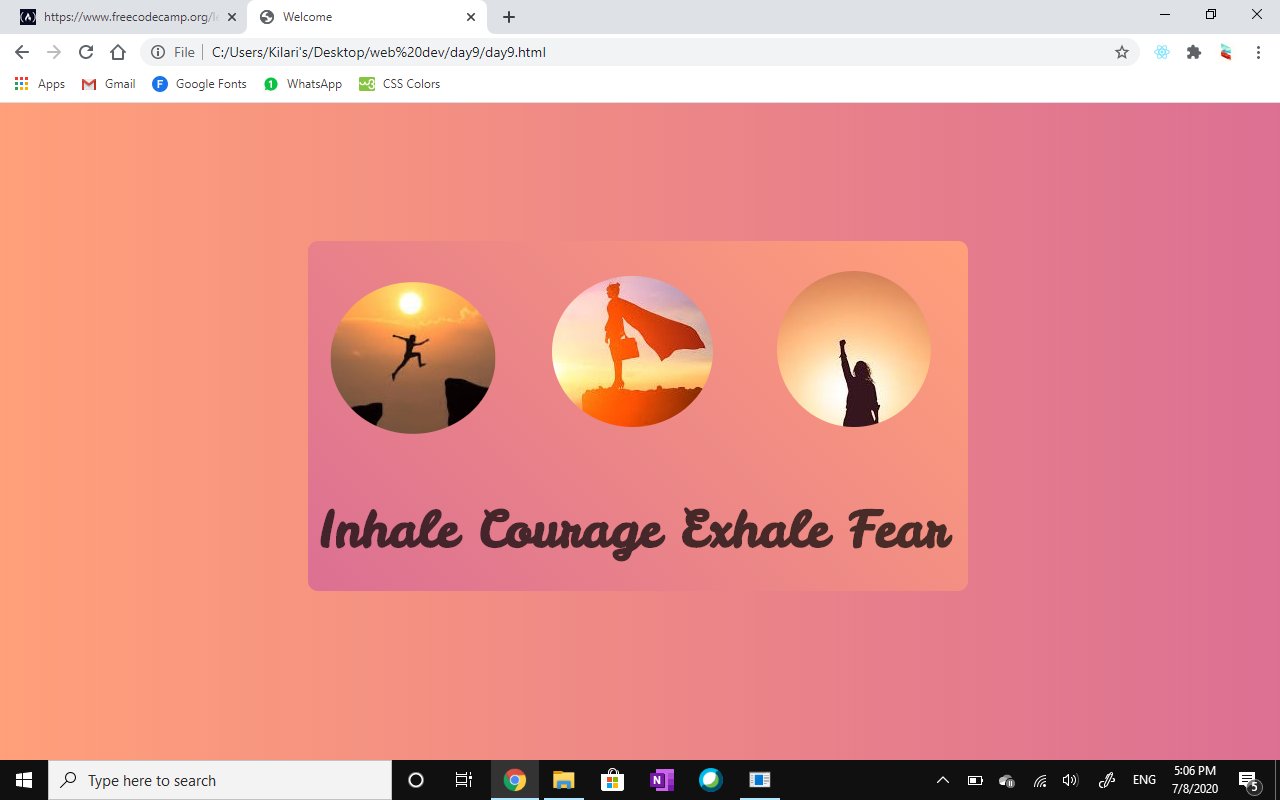 https://www.freecodecamp.org/le
Welcome
File
C:/Users/Kilari's/Desktop/web%20dev/day9/day9.html
Apps
Gmail
Google Fonts
WhatsApp
CSS Colors
Inhale Courage Exhale Fear
Type here to search
ENG
5:06 PM
7/8/2020
5